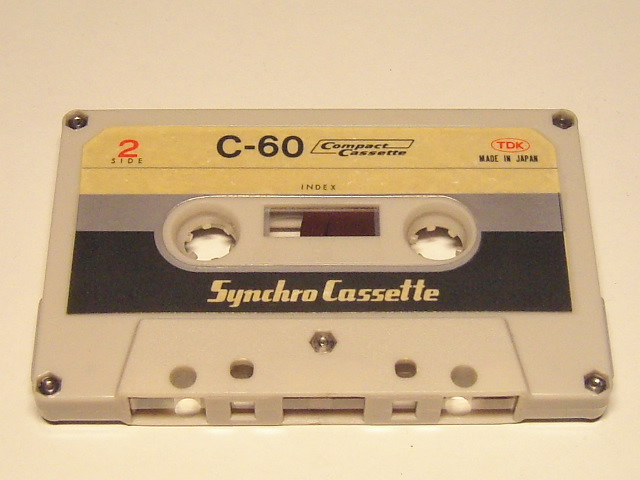 2
SIDE
C-60
Compact
Cassette
TDK
MADE IN JAPAN
INDEX
Synchro Cassette